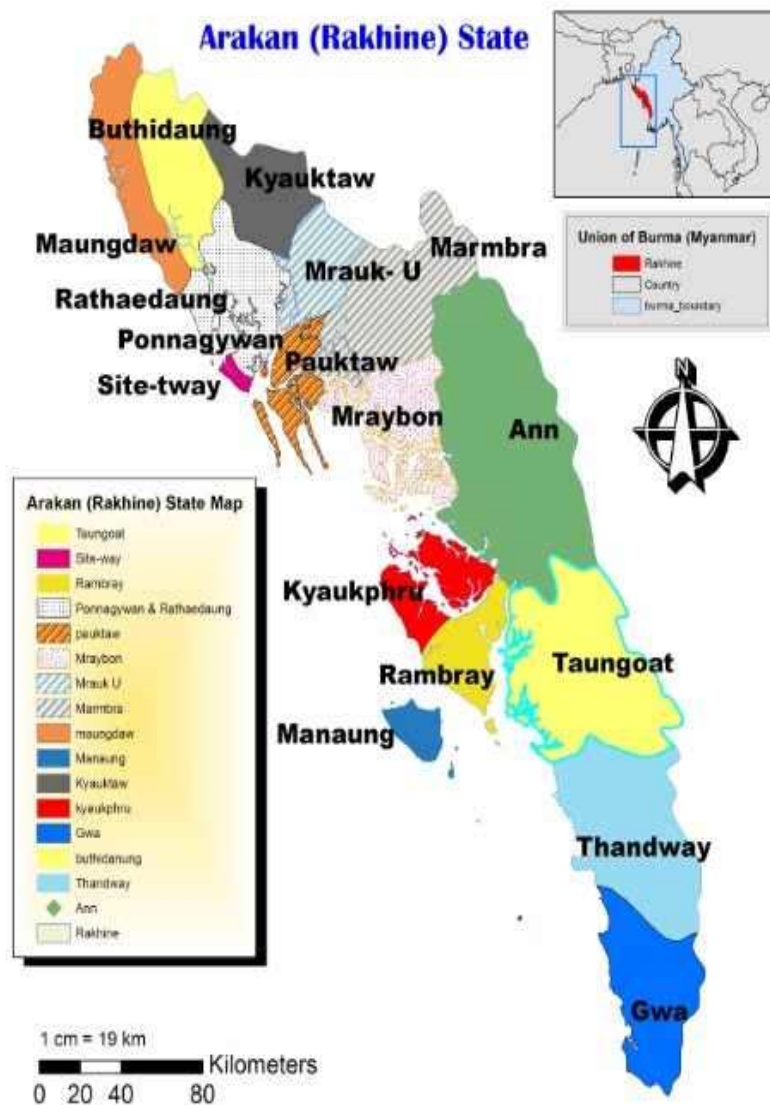 Arakan (Rakhine) State
Buthidaung
Kyauktaw
Marmbra
Maungdaw
Mrauk- U
Rathaedaung
Ponnagywan
Pauktaw
Site-tway
Mraybon
Ann
Kyaukphru
Rambray
Taungoat
Manaung
Thandway
Gwa
Union of Burma (Myanmar)
Rakhine
Country
burma_boundary
N
Arakan (Rakhine) State Map
Taungoat
Site-way
Rambray
Ponnagywan & Rathaedaung
pauktaw
Mraybon
Mrauk U
Marmbra
maungdaw
Manaung
Kyauktaw
kyaukphru
Gwa
buthidanung
Thandway
Ann
Rakhine
1 cm = 19 km
Kilometers
0 20 40 80